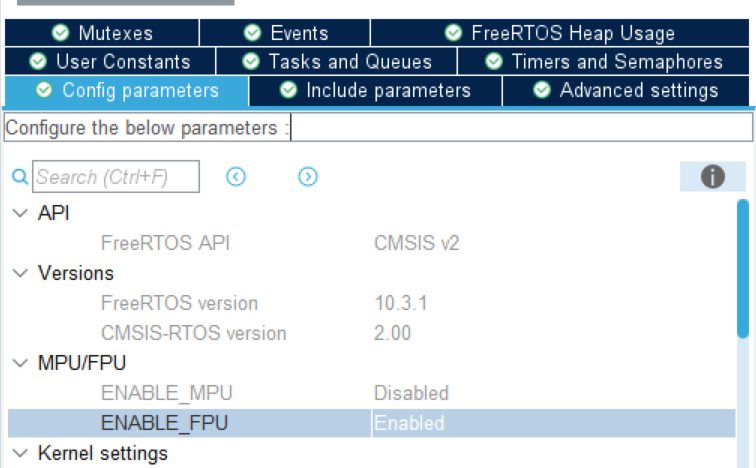 Mutexes Events FreeRTOS Heap Usage
User Constants Tasks and Queues Timers and Semaphores
Config parameters Include parameters Advanced settings
Configure the below parameters :
Search (Ctrl+F)
API
FreeRTOS API CMSIS v2
Versions
FreeRTOS version 10.3.1
CMSIS-RTOS version 2.00
MPU/FPU
ENABLE_MPU Disabled
ENABLE_FPU Enabled
Kernel settings